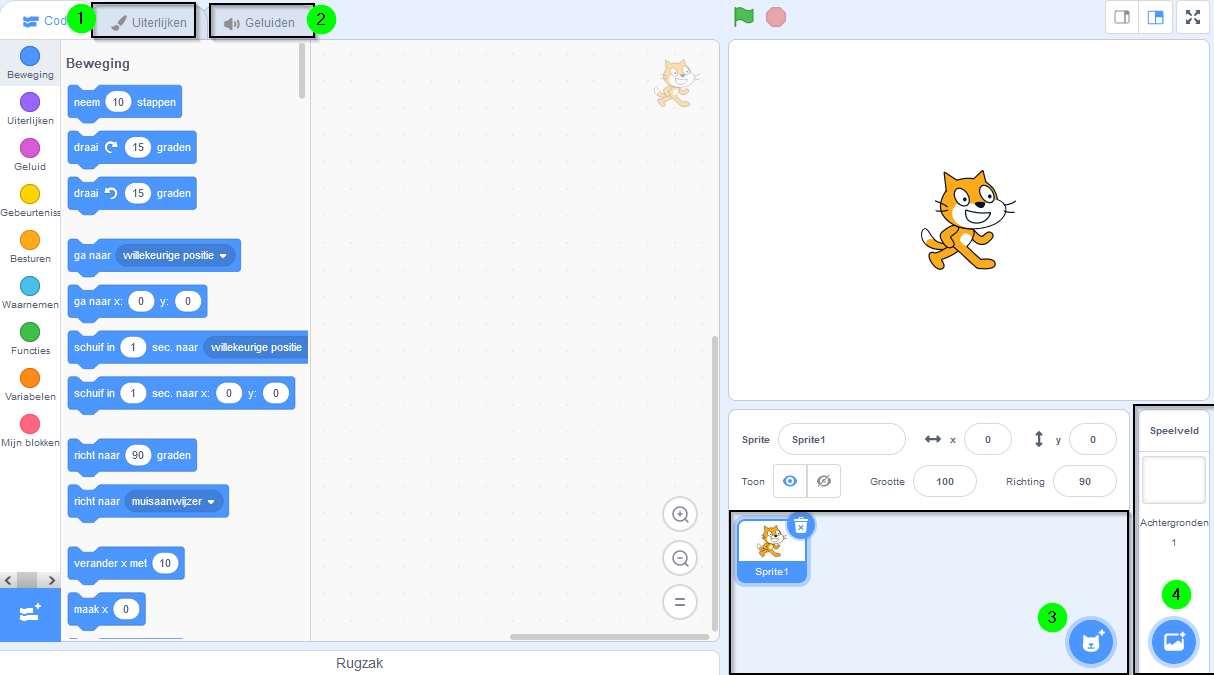 Cod
1
Uiterlijken
Geluiden
2
Beweging
Uiterlijken
Geluid
Gebeurteniss
Besturen
Waarnemen
Functies
Variabelen
Mijn blokken
Beweging
neem 10 stappen
draai 15 graden
draai 15 graden
ga naar willekeurige positie
ga naar x: 0 y: 0
schuif in 1 sec. naar willekeurige positie
schuif in 1 sec. naar x: 0 y: 0
richt naar 90 graden
richt naar muisaanwijzer
verander x met 10
maak x 0
Rugzak
Sprite Sprite1 x 0 y 0
Toon Grootte 100 Richting 90
Sprite1
3
Speelveld
Achtergronden
1
4